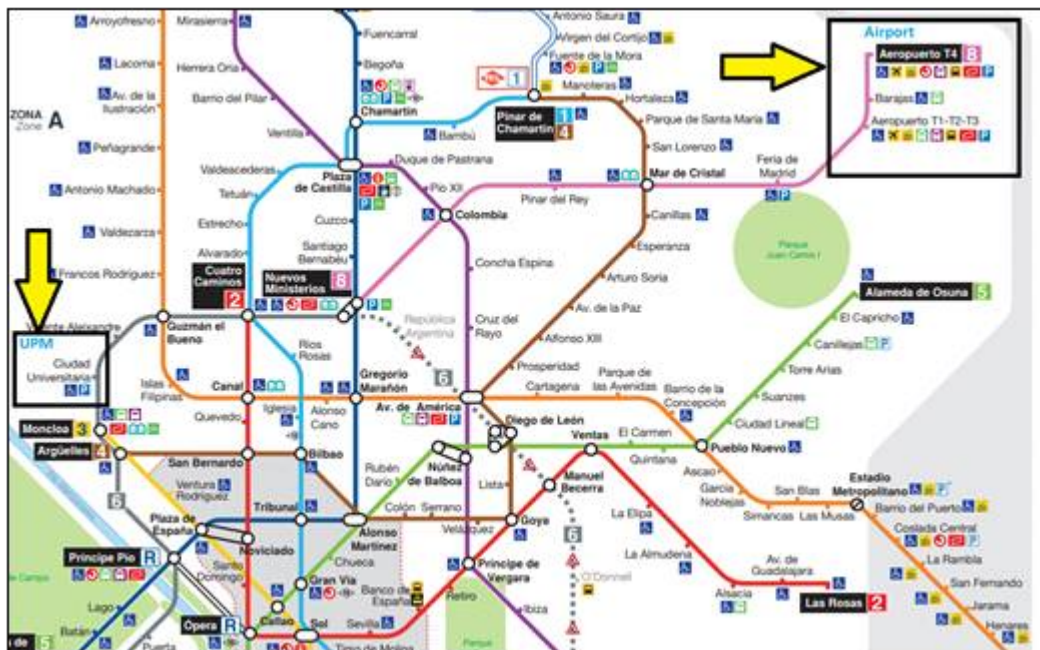 Arroyofresno
Lacoma
Av. de la
Ilustración
ZONA
Zone A
Peñagrande
Antonio Machado
Valdezarza
Francos Rodríguez
UPM
Ciudad
Universitaria
Moncloa 3
Argüelles 4
Guzmán el
Bueno
Islas
Filipinas
Mirasierra
Herrera Oria
Barrio del Pilar
Ventilla
Valdeacederas
Tetuán
Estrecho
Alvarado
Cuatro
Caminos
2
Nuevos
Ministerios
8
Fuencarral
Begoña
Chamartín
Bambú
Plaza
de Castilla
Duque de Pastrana
Pio XII
Cuzco
Santiago
Bernabéu
Colombia
Concha Espina
República
Argentina
Cruz del
Rayo
6
Ríos
Rosas
Canal
Quevedo
Iglesia
Alonso
Cano
Gregorio
Marañón
Av. de América
Antonio Saura
Virgen del Cortijo
Fuente de la Mora
1
Pinar de
Chamartín
1
4
Manoteras
Hortaleza
Parque de Santa María
San Lorenzo
Mar de Cristal
Pinar del Rey
Feria de
Madrid
Canillas
Esperanza
Arturo Soria
Av. de la Paz
Alfonso XIII
Prosperidad
Cartagena
Parque de
las Avenidas
Barrio de la
Concepción
Airport
Aeropuerto T4 8
Barajas
Aeropuerto T1-T2-T3
Parque
Juan Carlos I
Alameda de Osuna 5
El Capricho
Canillejas
Torre Arias
Suanzes
Ciudad Lineal
Pueblo Nuevo
Quintana
El Carmen
Ventas
Diego de León
Núñez
de Balboa
Rubén
Darío
Lista
Manuel
Becerra
Goya
Velázquez
Serrano
Colón
Alonso
Martínez
Bilbao
San Bernardo
Ventura
Rodríguez
6
Plaza de
España
Noviciado
Tribunal
Chueca
Príncipe Pío R
Santo
Domingo
Gran Vía
Callao
Lago
Batán
Ópera R
Puerta
Sol
Sevilla
Banco de
España
Retiro
Príncipe de
Vergara
Ibiza
Parque
O'Donnell
6
Tirso de Molina
La Elipa
La Almudena
Alsacia
Av. de
Guadalajara
Las Rosas 2
Ascao
García
Noblejas
Simancas
San Blas
Las Musas
Estadio
Metropolitano
Barrio del Puerto
Coslada Central
La Rambla
San Fernando
Jarama
Henares